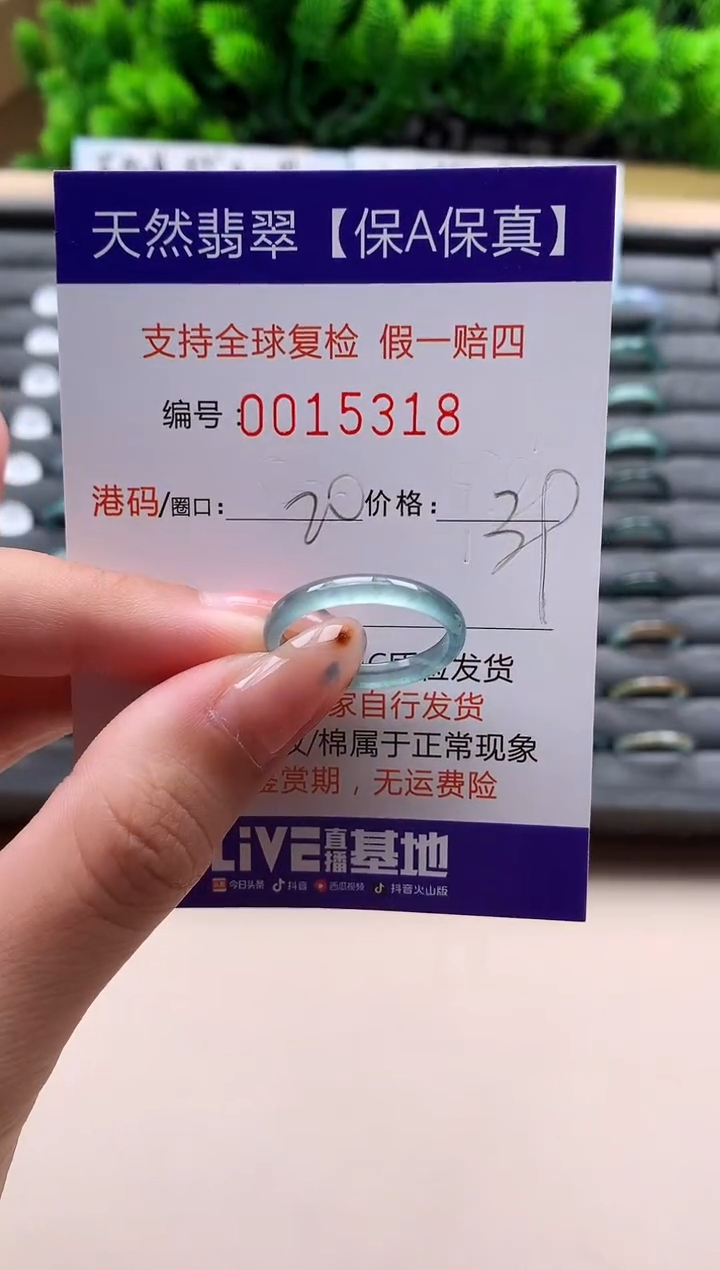 天然翡翠【保A保真】
支持全球复检 假一赔四
编号:0015318
港码/圈口: 20 价格: 39
检发货
家自行发货
/棉属于正常现象
鉴赏期，无运费险
LiVE直播基地
今日头条 抖音 西瓜视频 抖音火山版